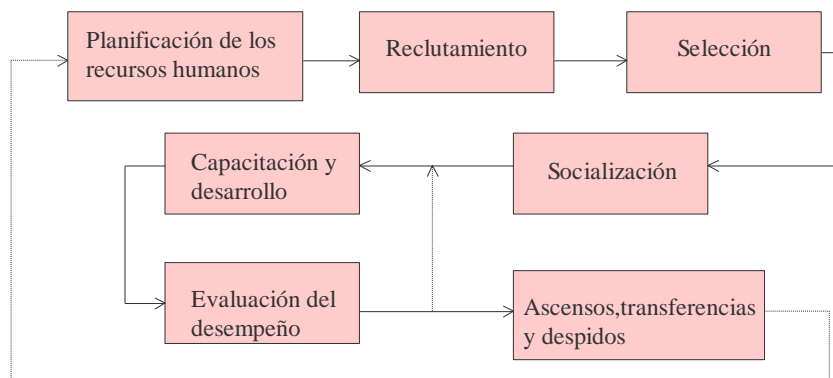 Planificación de los
recursos humanos
Reclutamiento
Selección
Capacitación y
desarrollo
Socialización
Evaluación del
desempeño
Ascensos,transferencias
y despidos